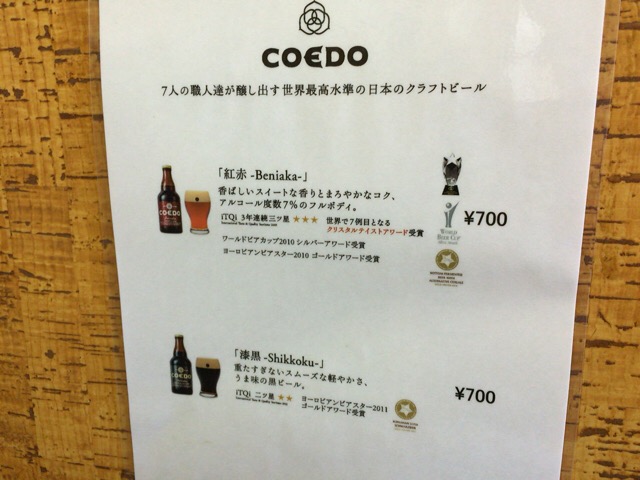 COEDO
7人の職人達が醸し出す世界最高水準の日本のクラフトビール
「紅赤 -Beniaka-」
香ばしいスイートな香りとまろやかなコク、
アルコール度数7%のフルボディ。
iTQi 3年連続三ツ星 ★★★ 世界で7例目となる
クリスタルテイストアワード受賞
ワールドビアカップ2010 シルバーアワード受賞
ヨーロピアンビアスター2010 ゴールドアワード受賞
WORLD
BEER CUP
¥700
COEDO
「漆黒 -Shikkoku-」
重たすぎないスムーズな軽やかさ、
うま味の黒ビール。
iTQi 二ツ星 ★★ ヨーロピアンビアスター2011
ゴールドアワード受賞
¥700
COEDO